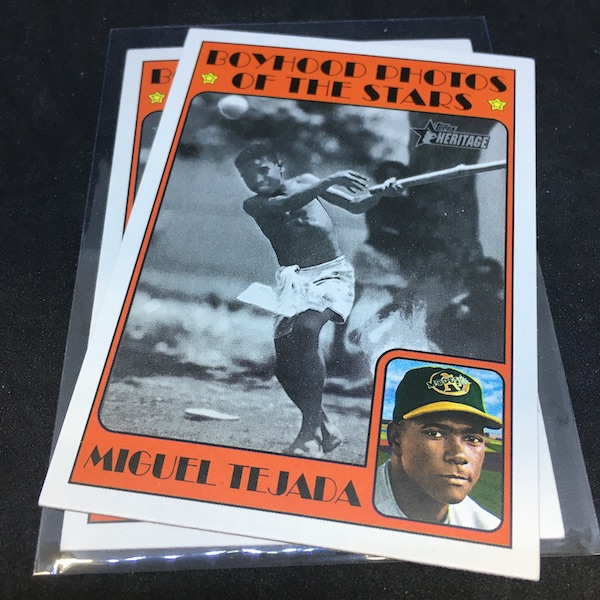 BOYHOOD PHOTOS
OF THE STARS
Topps
HERITAGE
MIGUEL TEJADA